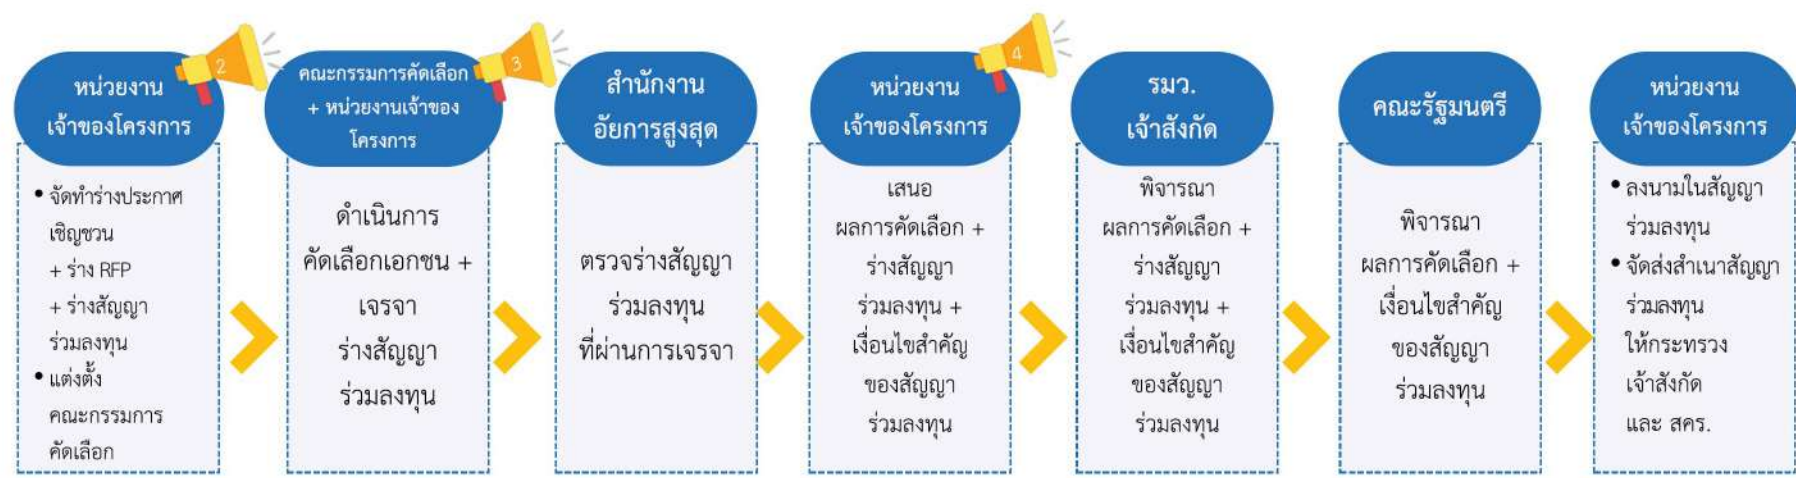 2
หน่วยงาน
เจ้าของโครงการ
• จัดทำร่างประกาศ
เชิญชวน
+ ร่าง RFP
+ ร่างสัญญา
ร่วมลงทุน
• แต่งตั้ง
คณะกรรมการ
คัดเลือก
3
คณะกรรมการคัดเลือก
+ หน่วยงานเจ้าของ
โครงการ
ดำเนินการ
คัดเลือกเอกชน +
เจรจา
ร่างสัญญา
ร่วมลงทุน
สำนักงาน
อัยการสูงสุด
ตรวจร่างสัญญา
ร่วมลงทุน
ที่ผ่านการเจรจา
4
หน่วยงาน
เจ้าของโครงการ
เสนอ
ผลการคัดเลือก +
ร่างสัญญา
ร่วมลงทุน +
เงื่อนไขสำคัญ
ของสัญญา
ร่วมลงทุน
รมว.
เจ้าสังกัด
พิจารณา
ผลการคัดเลือก +
ร่างสัญญา
ร่วมลงทุน +
เงื่อนไขสำคัญ
ของสัญญา
ร่วมลงทุน
คณะรัฐมนตรี
พิจารณา
ผลการคัดเลือก +
เงื่อนไขสำคัญ
ของสัญญา
ร่วมลงทุน
หน่วยงาน
เจ้าของโครงการ
• ลงนามในสัญญา
ร่วมลงทุน
• จัดส่งสำเนาสัญญา
ร่วมลงทุน
ให้กระทรวง
เจ้าสังกัด
และ สคร.